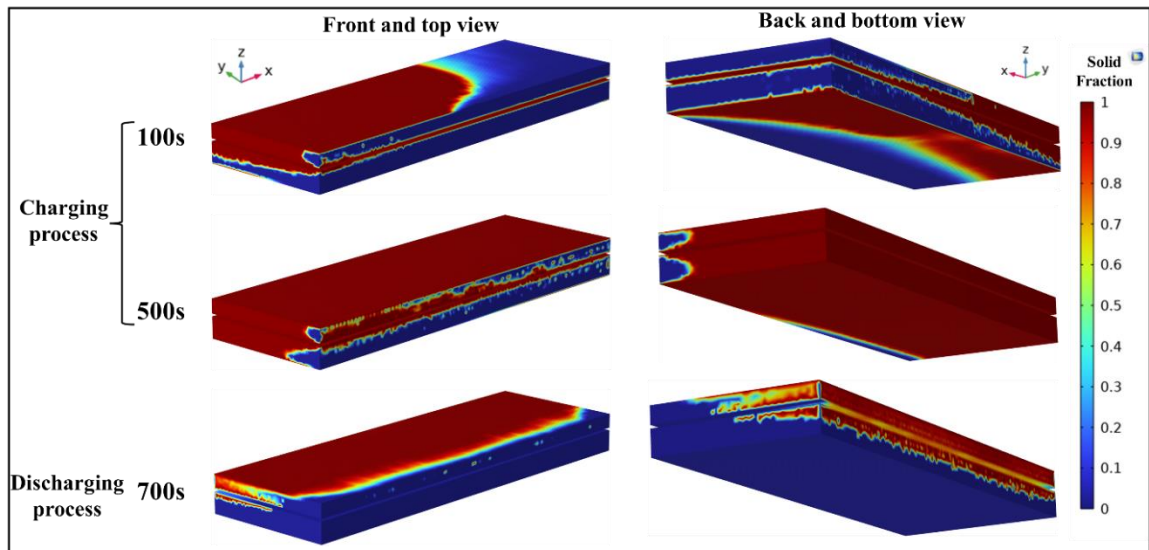 Front and top view
Back and bottom view
z
y
x
z
x
y
Solid
Fraction
1
0.9
0.8
0.7
0.6
0.5
0.4
0.3
0.2
0.1
0
100s
Charging
process
500s
Discharging
process
700s